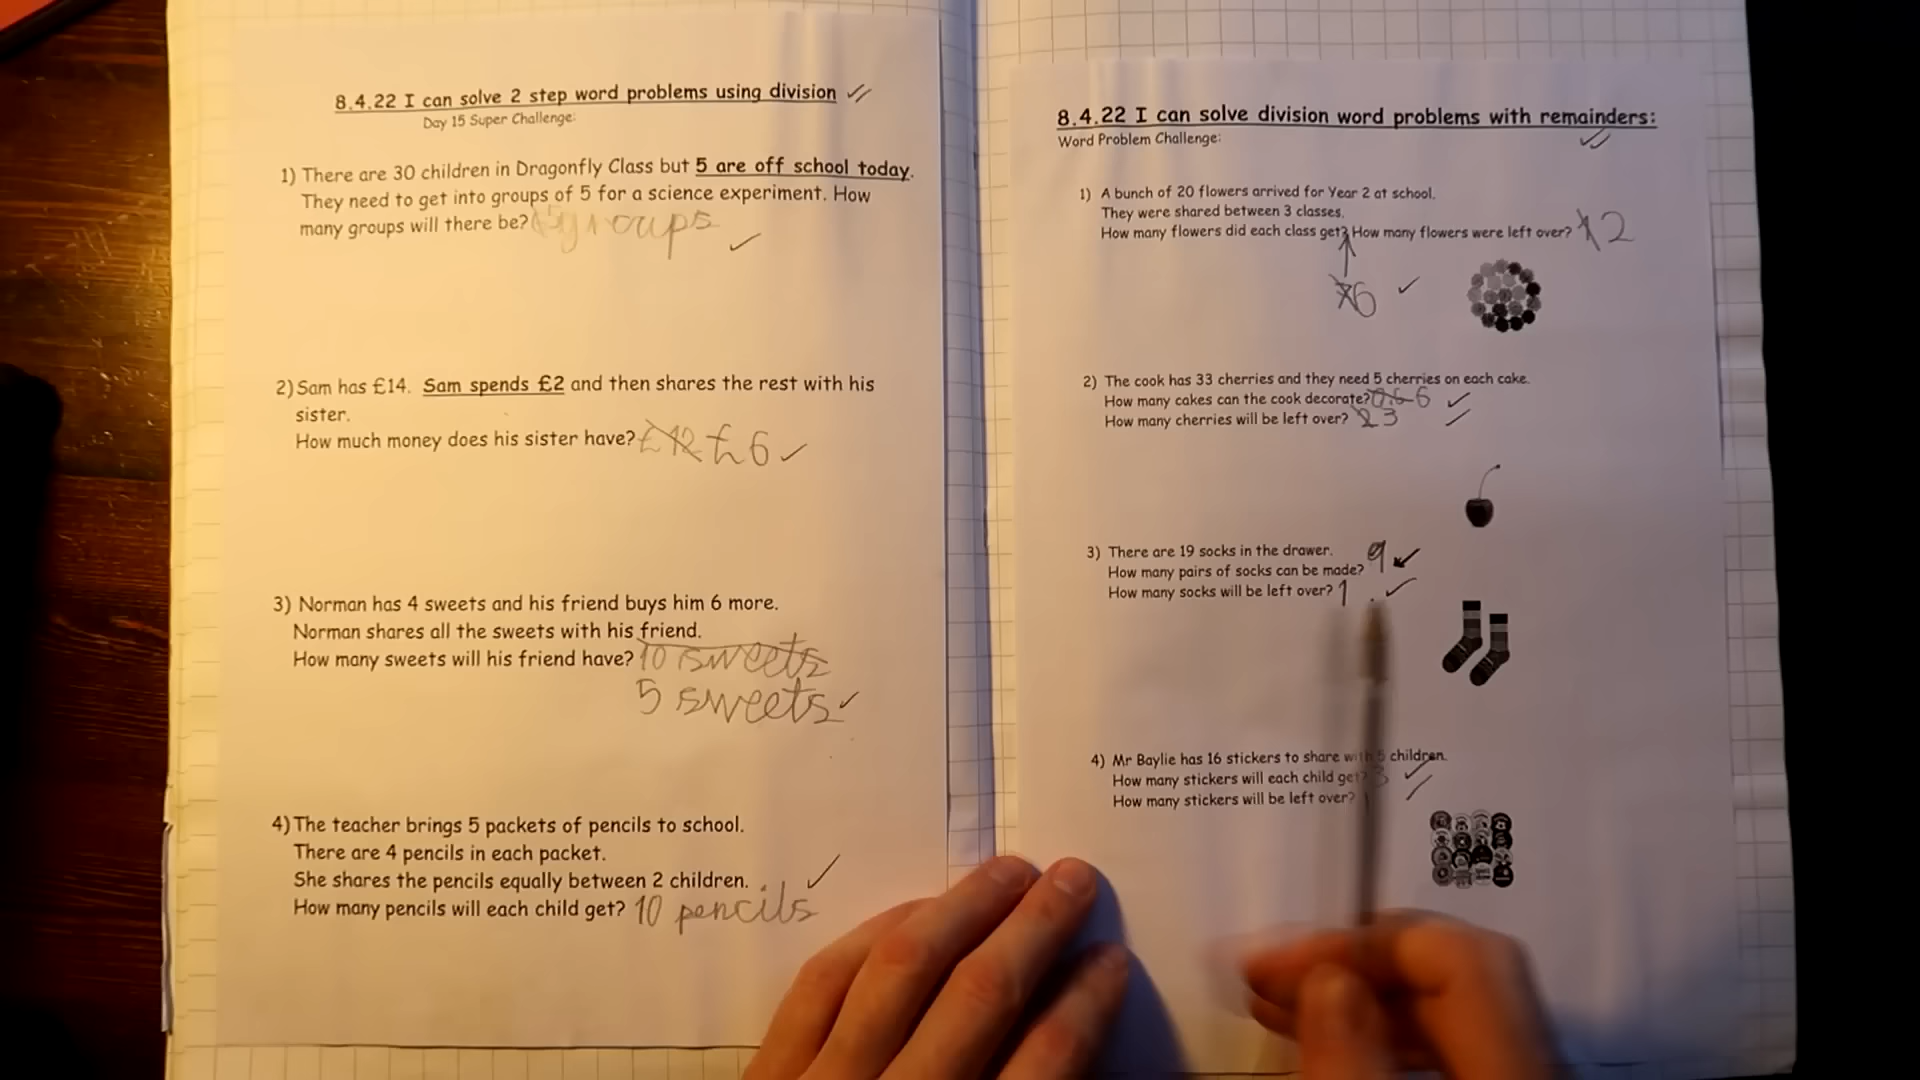 8.4.22 I can solve 2 step word problems using division
Day 15 Super Challenge:
1) There are 30 children in Dragonfly Class but 5 are off school today.
They need to get into groups of 5 for a science experiment. How
many groups will there be? 5 groups
2) Sam has £14. Sam spends £2 and then shares the rest with his
sister.
How much money does his sister have? £12 £6
3) Norman has 4 sweets and his friend buys him 6 more.
Norman shares all the sweets with his friend.
How many sweets will his friend have? 10 sweets
5 sweets
4) The teacher brings 5 packets of pencils to school.
There are 4 pencils in each packet.
She shares the pencils equally between 2 children.
How many pencils will each child get? 10 pencils
8.4.22 I can solve division word problems with remainders:
Word Problem Challenge:
1) A bunch of 20 flowers arrived for Year 2 at school.
They were shared between 3 classes.
How many flowers did each class get? How many flowers were left over? 2
6
2) The cook has 33 cherries and they need 5 cherries on each cake.
How many cakes can the cook decorate? 6
How many cherries will be left over? 2 3
3) There are 19 socks in the drawer.
How many pairs of socks can be made? 9
How many socks will be left over? 1
4) Mr Baylie has 16 stickers to share with 5 children.
How many stickers will each child get? 3
How many stickers will be left over?